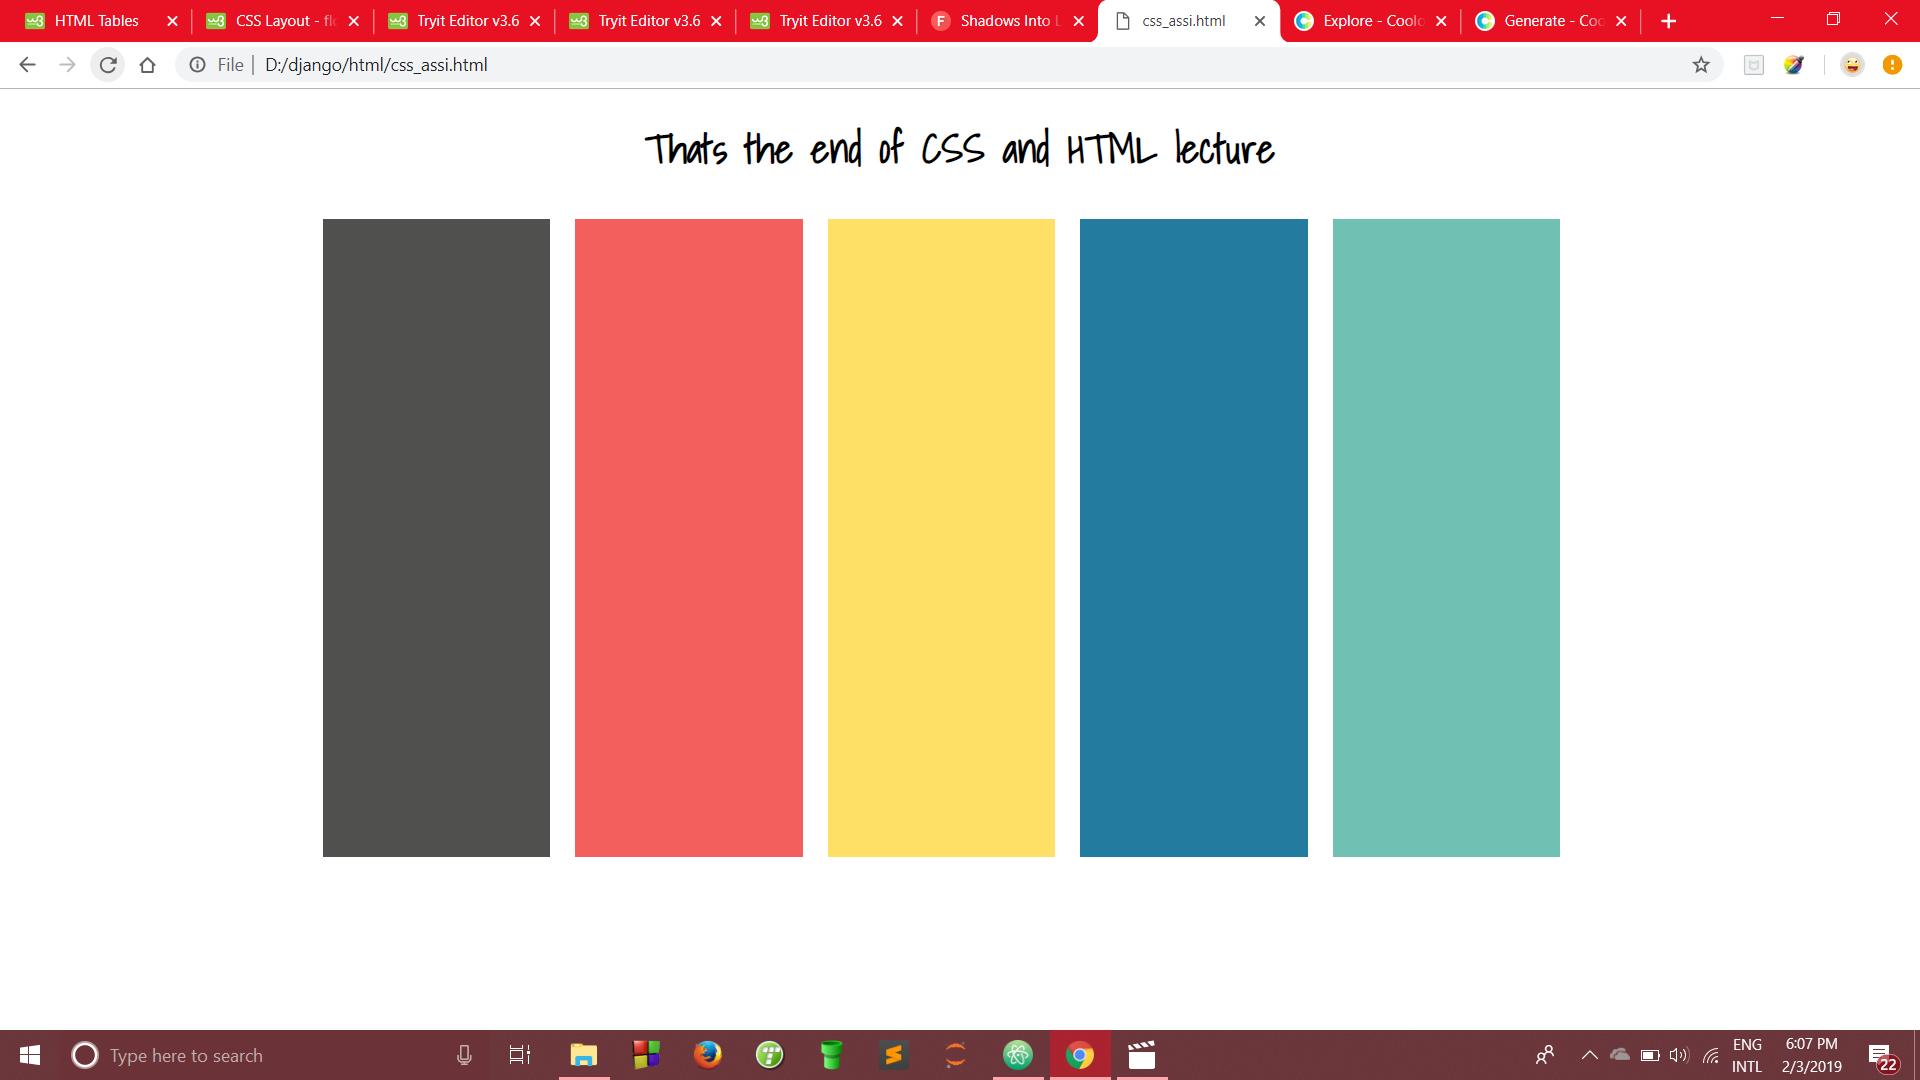 HTML Tables
CSS Layout - fl
Tryit Editor v3.6
Tryit Editor v3.6
Tryit Editor v3.6
F
Shadows Into L
css_assi.html
Explore - Coolo
Generate - Coo
File
D:/django/html/css_assi.html
Thats the end of CSS and HTML lecture
Type here to search
ENG
INTL
6:07 PM
2/3/2019
22